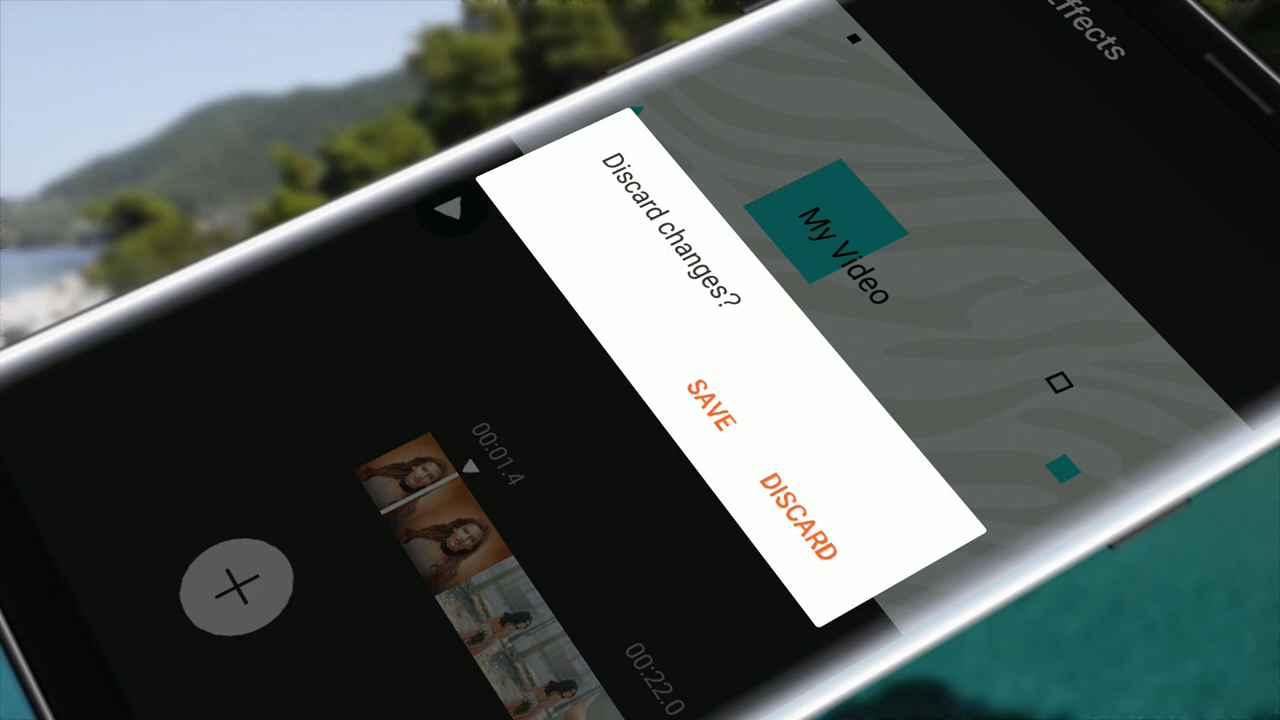 Effects
My Video
Discard changes?
SAVE
DISCARD
00:01.4
00:22.0